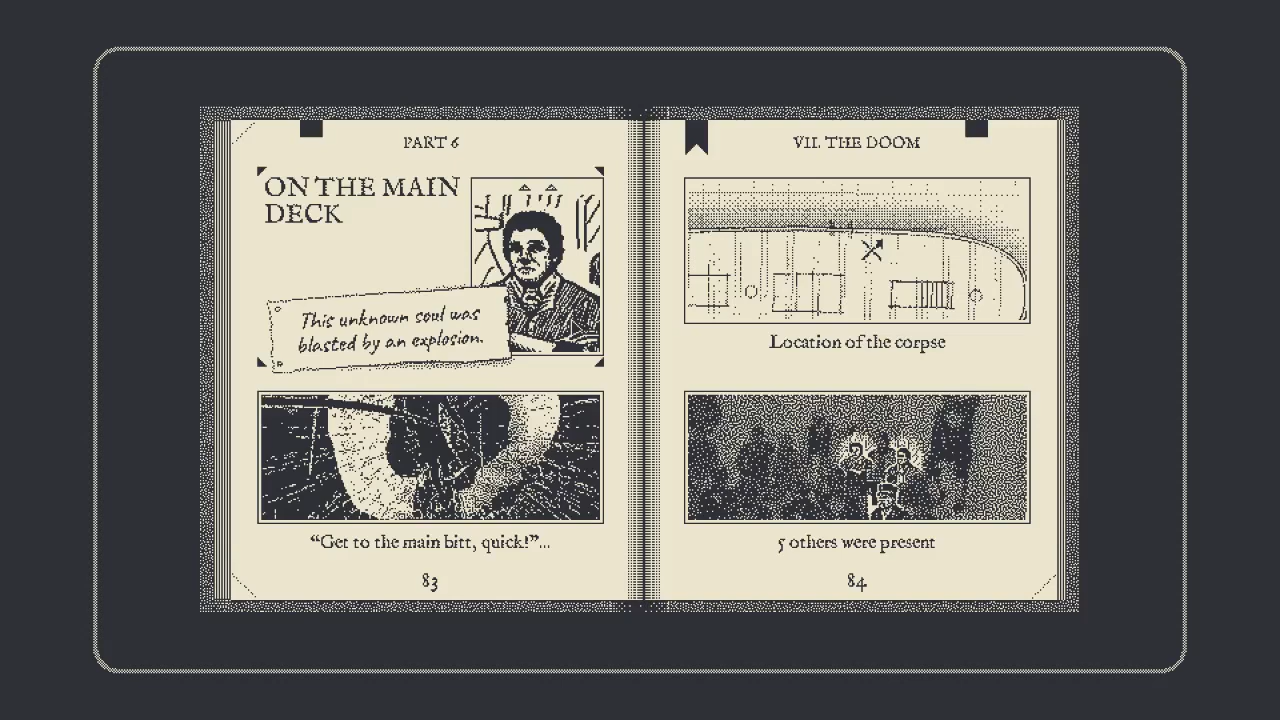 PART 6
ON THE MAIN
DECK
This unknown soul was
blasted by an explosion.
“Get to the main bitt, quick!”...
83
VII. THE DOOM
Location of the corpse
5 others were present
84